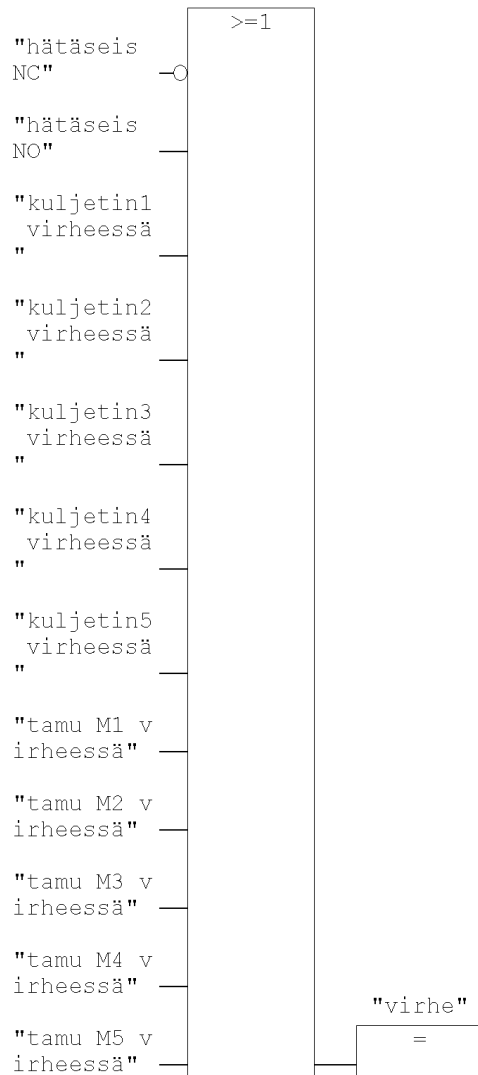 >=1
"hätäseis
NC"
"hätäseis
NO"
"kuljetin1
virheessä
"
"kuljetin2
virheessä
"
"kuljetin3
virheessä
"
"kuljetin4
virheessä
"
"kuljetin5
virheessä
"
"tamu M1 v
irheessä"
"tamu M2 v
irheessä"
"tamu M3 v
irheessä"
"tamu M4 v
irheessä"
"virhe"
"tamu M5 v
=
irheessä"